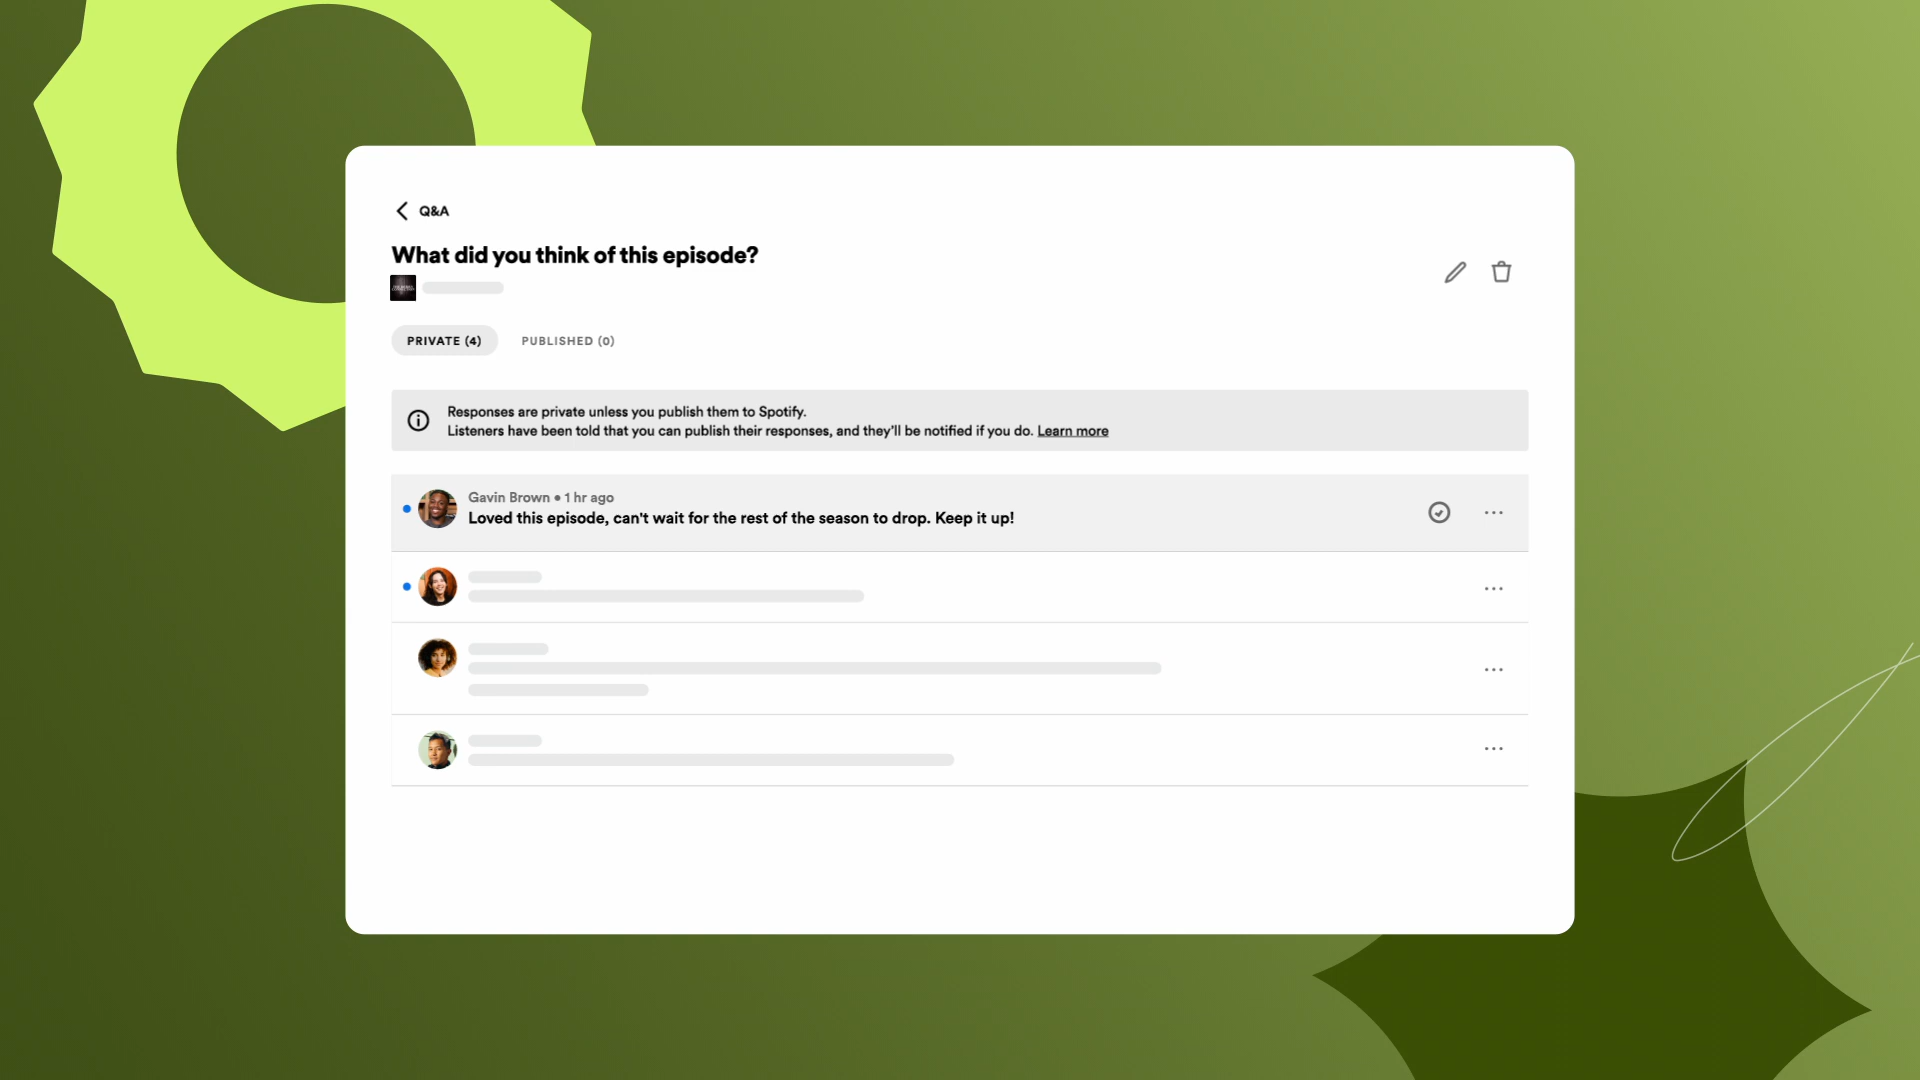 Q&A
What did you think of this episode?
PRIVATE (4) PUBLISHED (0)
Responses are private unless you publish them to Spotify.
Listeners have been told that you can publish their responses, and they'll be notified if you do. Learn more
Gavin Brown • 1 hr ago
Loved this episode, can't wait for the rest of the season to drop. Keep it up!